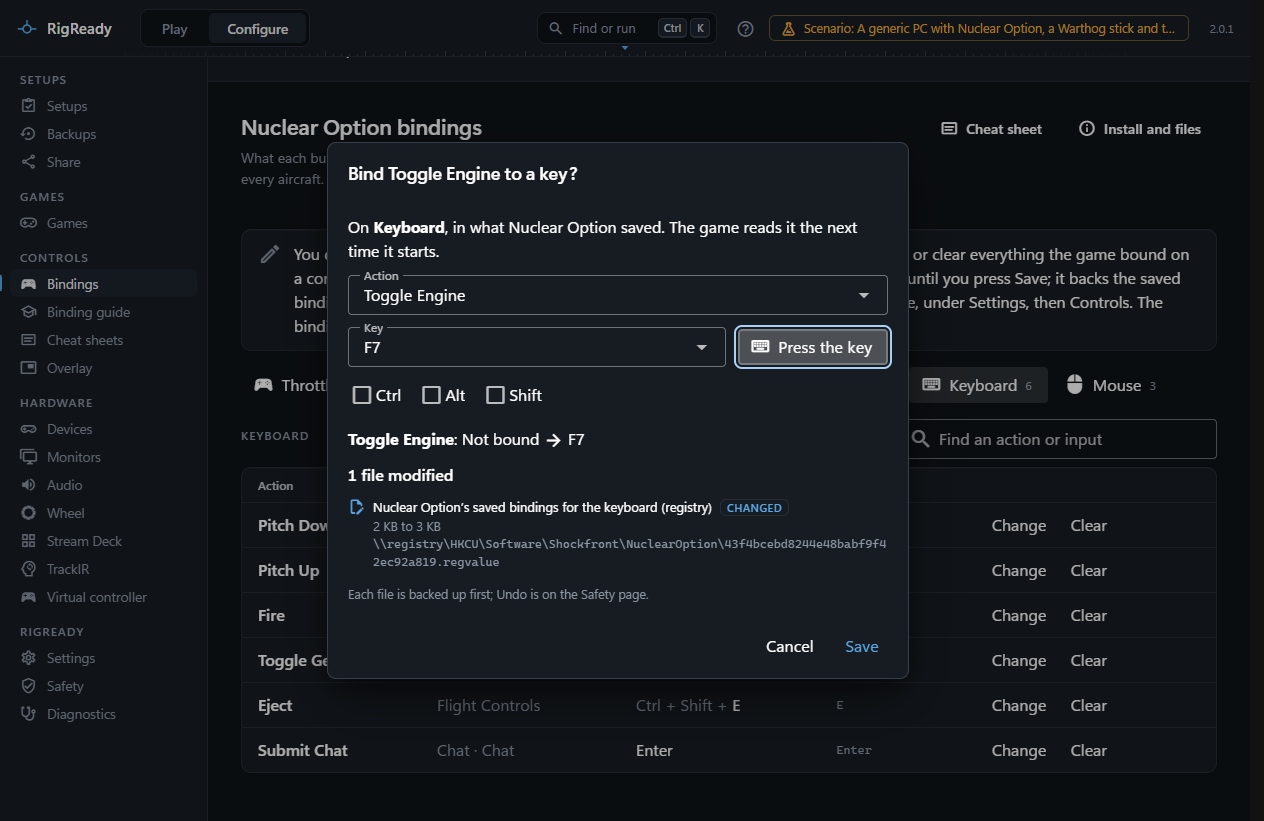 RigReady
Play
Configure
Find or run
Ctrl
K
Scenario: A generic PC with Nuclear Option, a Warthog stick and t...
2.0.1
SETUPS
Setups
Backups
Share
GAMES
Games
CONTROLS
Bindings
Binding guide
Cheat sheets
Overlay
HARDWARE
Devices
Monitors
Audio
Wheel
Stream Deck
TrackIR
Virtual controller
RIGREADY
Settings
Safety
Diagnostics
Nuclear Option bindings
Cheat sheet
Install and files
What each bu
every aircraft.
You
or clear everything the game bound on
a co
until you press Save; it backs the saved
bindi
e, under Settings, then Controls. The
bindi
Thrott
Keyboard 6
Mouse 3
KEYBOARD
Find an action or input
Action
Pitch Dow
Change
Clear
Pitch Up
Change
Clear
Fire
Change
Clear
Toggle Ge
Change
Clear
Eject
Flight Controls
Ctrl + Shift + E
E
Change
Clear
Submit Chat
Chat · Chat
Enter
Enter
Change
Clear
Bind Toggle Engine to a key?
On Keyboard, in what Nuclear Option saved. The game reads it the next
time it starts.
Action
Toggle Engine
Key
F7
Press the key
Ctrl
Alt
Shift
Toggle Engine: Not bound → F7
1 file modified
Nuclear Option's saved bindings for the keyboard (registry)
CHANGED
2 KB to 3 KB
\\registry\HKCU\Software\Shockfront\NuclearOption\43f4bcebd8244e48babf9f4
2ec92a819.regvalue
Each file is backed up first; Undo is on the Safety page.
Cancel
Save